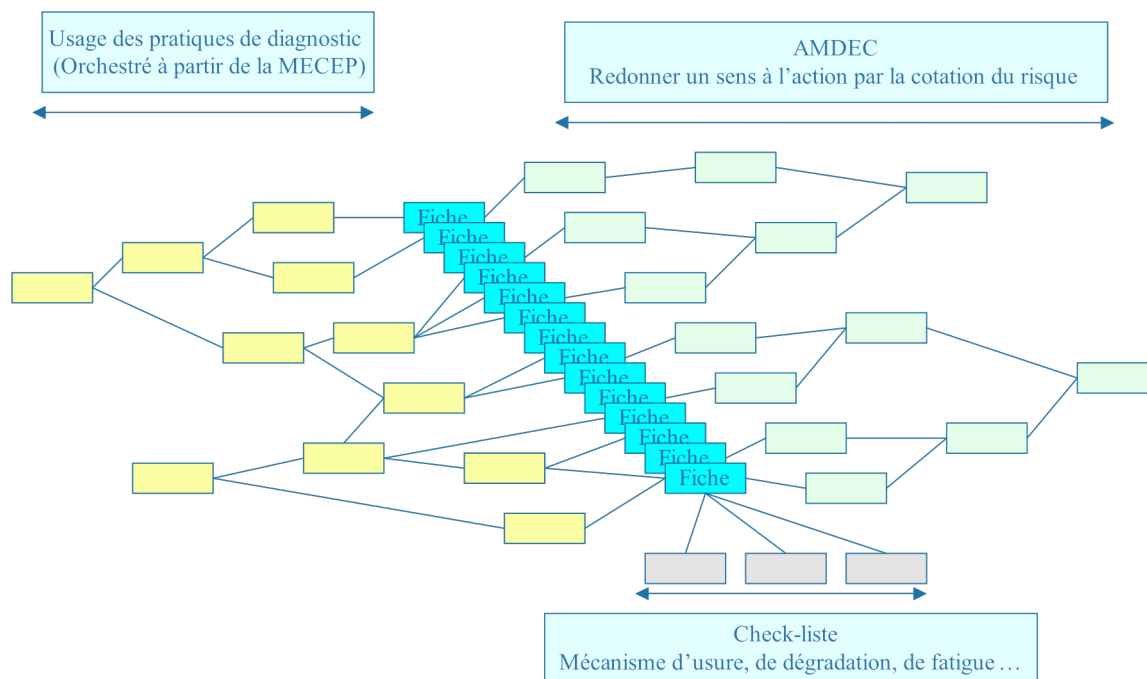 Usage des pratiques de diagnostic
(Orchestré à partir de la MECEP)
AMDEC
Redonner un sens à l’action par la cotation du risque
Fiche
Fiche
Fiche
Fiche
Fiche
Fiche
Fiche
Fiche
Fiche
Fiche
Fiche
Fiche
Fiche
Fiche
Check-liste
Mécanisme d’usure, de dégradation, de fatigue …